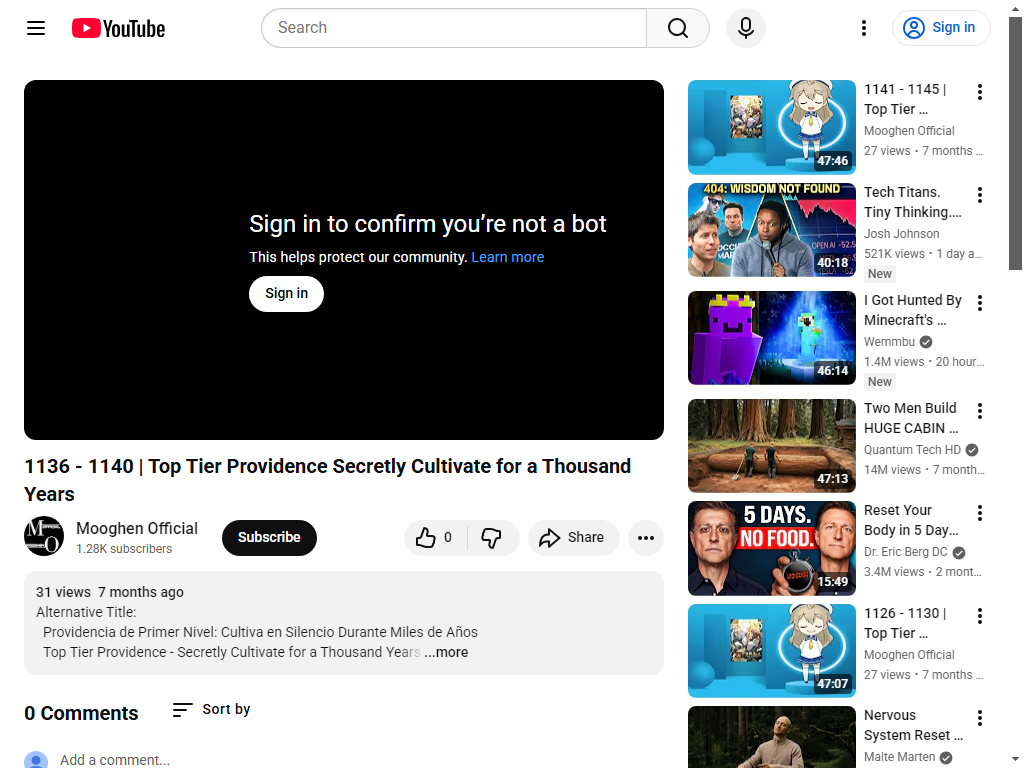 YouTube
Search
Sign in
Sign in to confirm you’re not a bot
This helps protect our community. Learn more
Sign in
1136 - 1140 | Top Tier Providence Secretly Cultivate for a Thousand
Years
Mooghen Official
1.28K subscribers
Subscribe
0
Share
31 views 7 months ago
Alternative Title:
Providencia de Primer Nivel: Cultiva en Silencio Durante Miles de Años
Top Tier Providence - Secretly Cultivate for a Thousand Years ...more
0 Comments
Sort by
Add a comment...
47:46
1141 - 1145 |
Top Tier ...
Mooghen Official
27 views • 7 months ...
404: WISDOM NOT FOUND
OPEN AI -52.5
40:18
Tech Titans.
Tiny Thinking....
Josh Johnson
521K views • 1 day a...
New
46:14
I Got Hunted By
Minecraft's ...
Wemmbu
1.4M views • 20 hour...
New
47:13
Two Men Build
HUGE CABIN ...
Quantum Tech HD
14M views • 7 month...
5 DAYS.
NO FOOD.
15:49
Reset Your
Body in 5 Day...
Dr. Eric Berg DC
3.4M views • 2 mont...
47:07
1126 - 1130 |
Top Tier ...
Mooghen Official
27 views • 7 months ...
Nervous
System Reset ...
Malte Marten